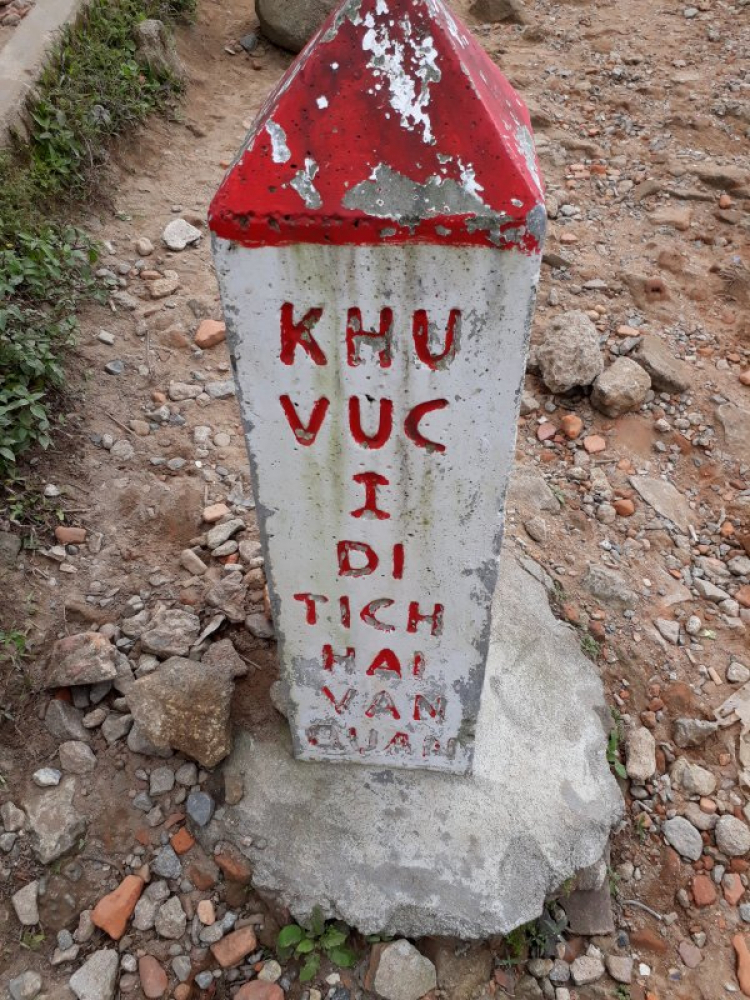 KHU
VUC
I
DI
TICH
HAI
VAN
QUAN